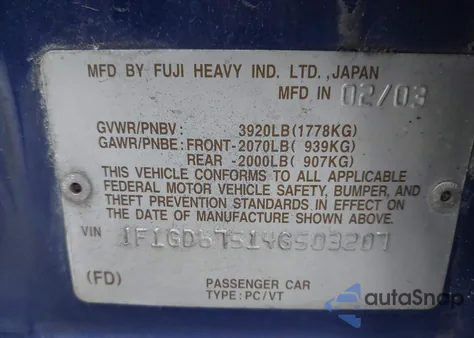 MFD BY FUJI HEAVY IND. LTD.,JAPAN
MFD IN 02/03
GVWR/PNBV: 3920LB(1778KG)
GAWR/PNBE: FRONT-2070LB( 939KG)
REAR -2000LB( 907KG)
THIS VEHICLE CONFORMS TO ALL APPLICABLE
FEDERAL MOTOR VEHICLE SAFETY, BUMPER, AND
THEFT PREVENTION STANDARDS IN EFFECT ON
THE DATE OF MANUFACTURE SHOWN ABOVE.
VIN
(FD)
PASSENGER CAR
TYPE:PC/VT
autoSnap